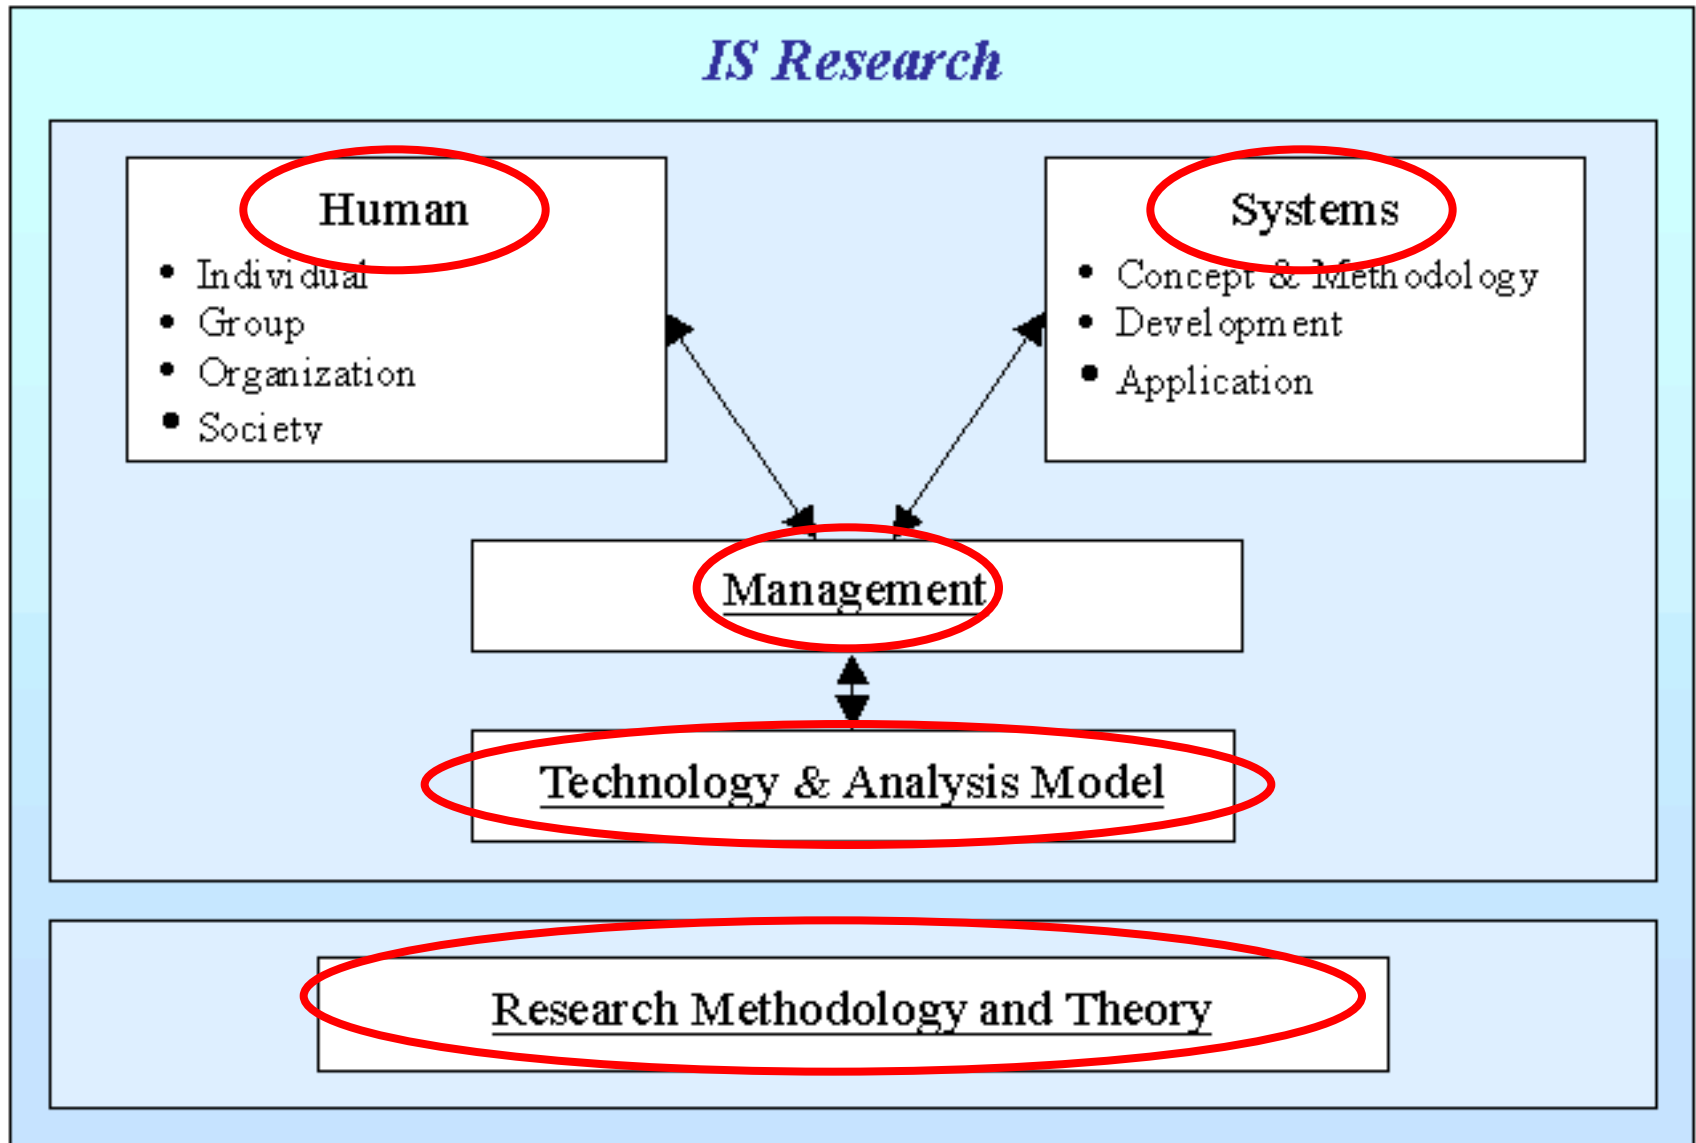 IS Research
Human
• Individual
• Group
• Organization
• Society
Systems
• Concept & Methodology
• Development
• Application
Management
Technology & Analysis Model
Research Methodology and Theory